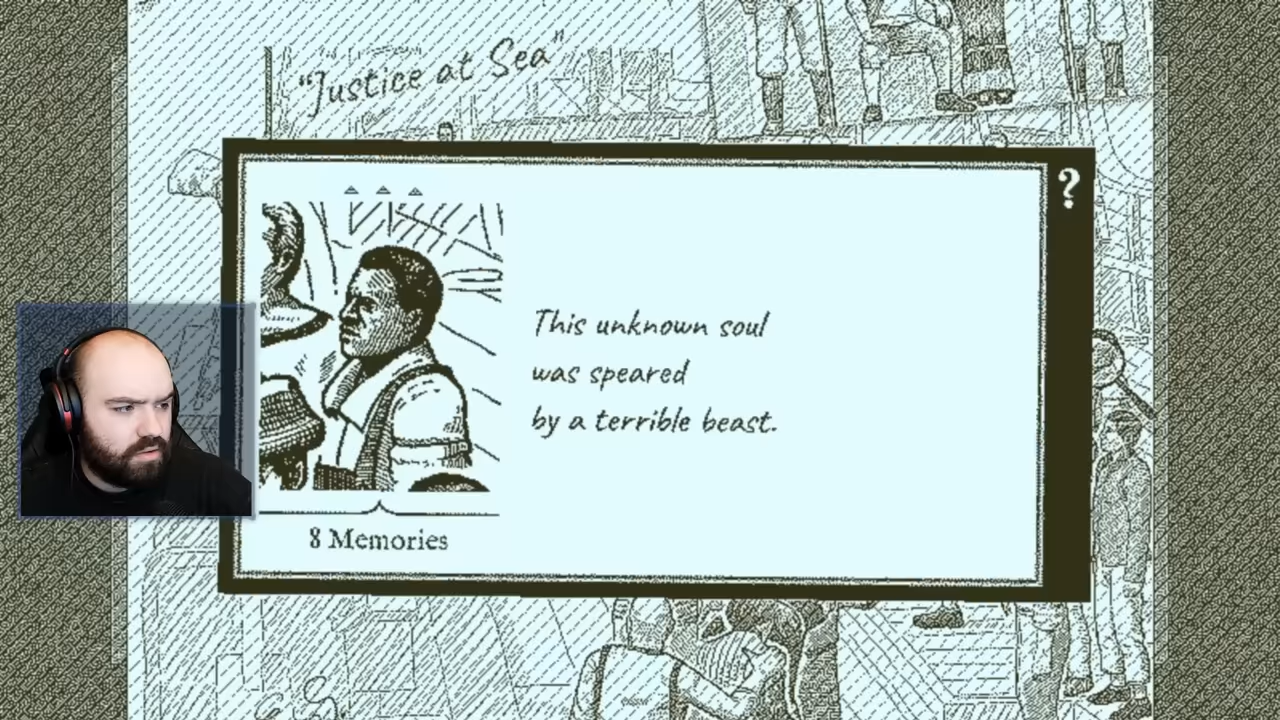 "Justice at Sea"
?
This unknown soul
was speared
by a terrible beast.
8 Memories